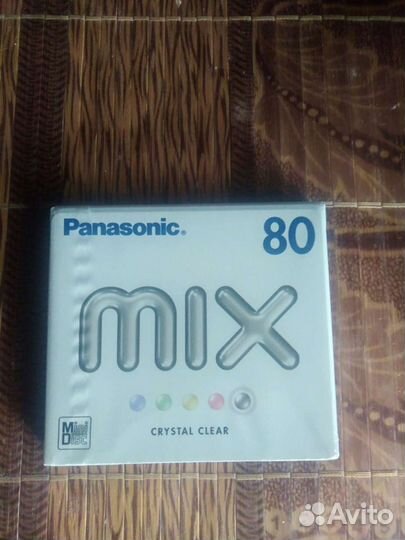 Panasonic® 80
mix
CRYSTAL CLEAR
Mini
Disc
Avito